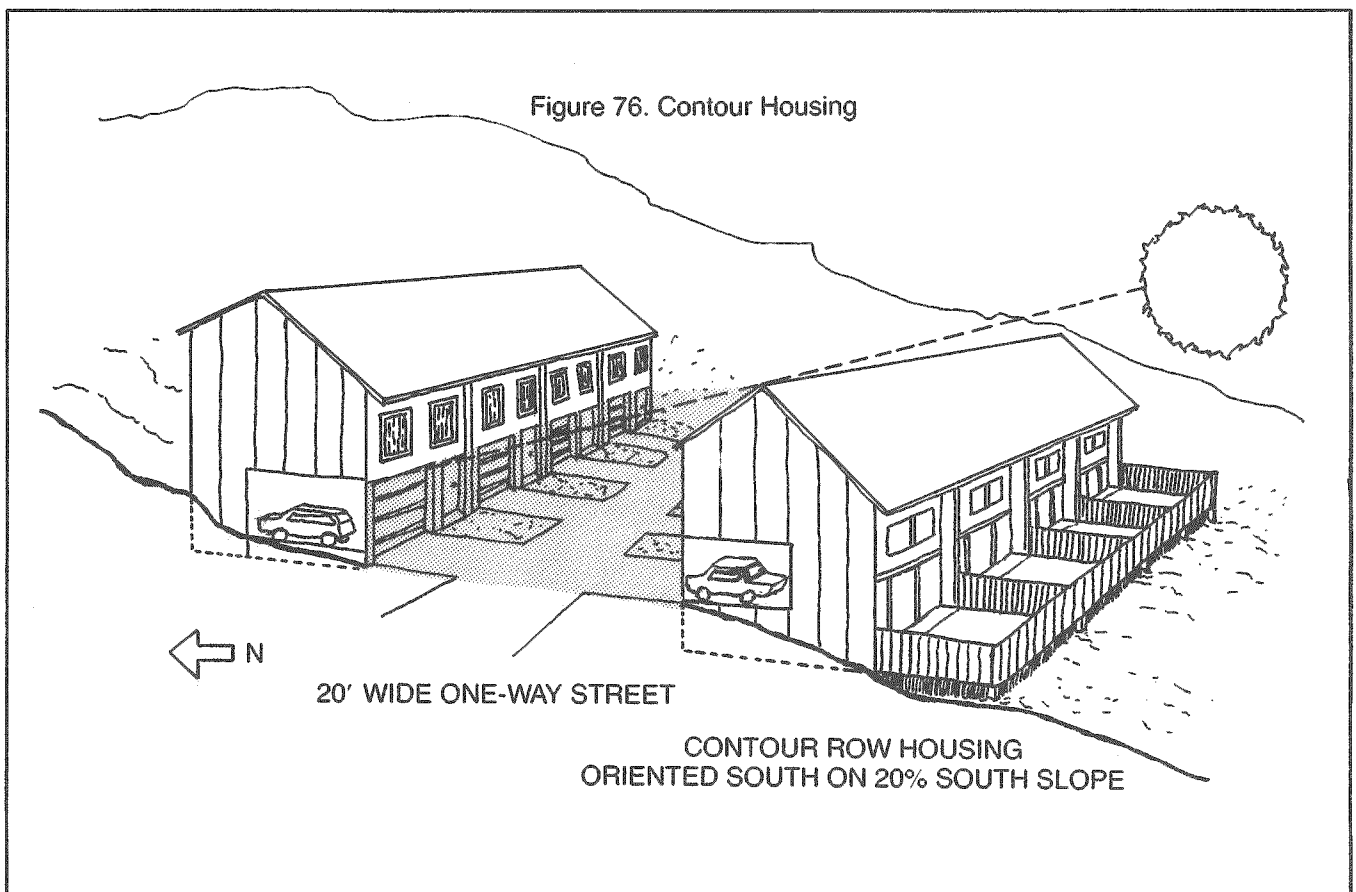 Figure 76. Contour Housing
N
20' WIDE ONE-WAY STREET
CONTOUR ROW HOUSING
ORIENTED SOUTH ON 20% SOUTH SLOPE